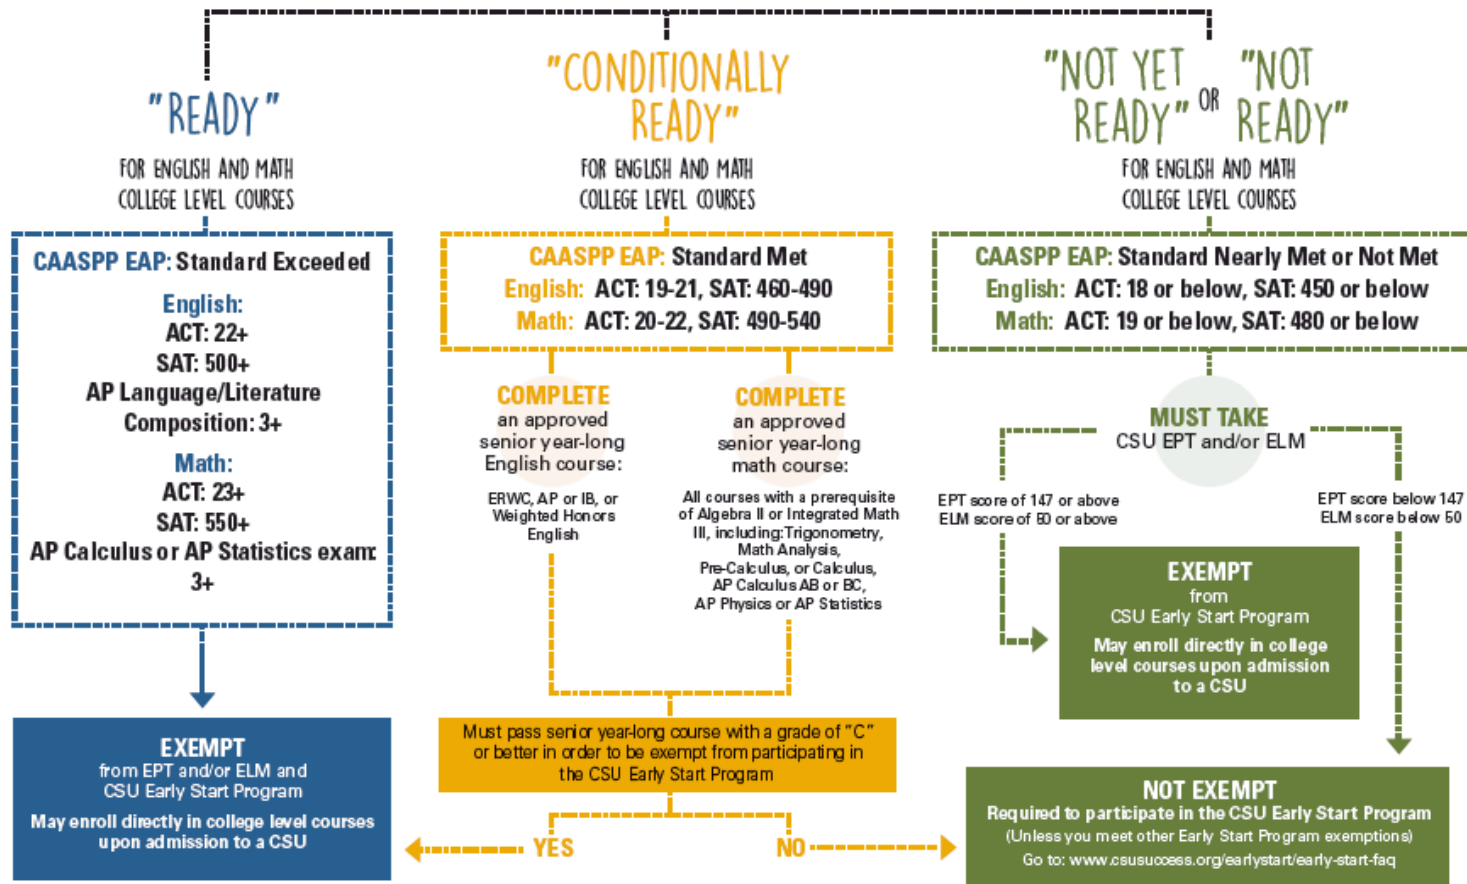 "READY"
FOR ENGLISH AND MATH
COLLEGE LEVEL COURSES
CAASPP EAP: Standard Exceeded
English:
ACT: 22+
SAT: 500+
AP Language/Literature
Composition: 3+
Math:
ACT: 23+
SAT: 550+
AP Calculus or AP Statistics exam:
3+
EXEMPT
from EPT and/or ELM and
CSU Early Start Program
May enroll directly in college level courses
upon admission to a CSU
"CONDITIONALLY
READY"
FOR ENGLISH AND MATH
COLLEGE LEVEL COURSES
CAASPP EAP: Standard Met
English: ACT: 19-21, SAT: 460-490
Math: ACT: 20-22, SAT: 490-540
COMPLETE
an approved
senior year-long
English course:
ERWC, AP or IB, or
Weighted Honors
English
COMPLETE
an approved
senior year-long
math course:
All courses with a prerequisite
of Algebra II or Integrated Math
III, including:Trigonometry,
Math Analysis,
Pre-Calculus, or Calculus,
AP Calculus AB or BC,
AP Physics or AP Statistics
Must pass senior year-long course with a grade of "C"
or better in order to be exempt from participating in
the CSU Early Start Program
YES
NO
"NOT YET READY" OR "NOT READY"
FOR ENGLISH AND MATH
COLLEGE LEVEL COURSES
CAASPP EAP: Standard Nearly Met or Not Met
English: ACT: 18 or below, SAT: 450 or below
Math: ACT: 19 or below, SAT: 480 or below
MUST TAKE
CSU EPT and/or ELM
EPT score of 147 or above
ELM score of 50 or above
EPT score below 147
ELM score below 50
EXEMPT
from
CSU Early Start Program
May enroll directly in college
level courses upon admission
to a CSU
NOT EXEMPT
Required to participate in the CSU Early Start Program
(Unless you meet other Early Start Program exemptions)
Go to: www.csusuccess.org/earlystart/early-start-faq